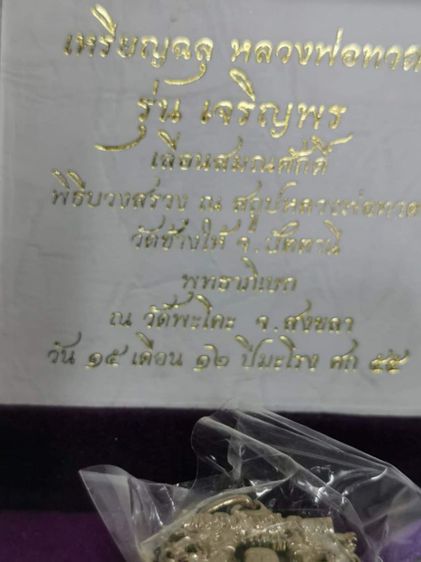 เหรียญฉลุ หลวงพ่อทวด
รุ่น เจริญพร
เลื่อนสมณศักดิ์
พิธีบวงสรวง ณ สถูปหลวงพ่อทวด
วัดช้างให้ จ.ปัตตานี
พุทธาภิเษก
ณ วัดพะโคะ จ.สงขลา
วัน ๑๕ เดือน ๑๒ ปีมะโรง ศก ๕๕